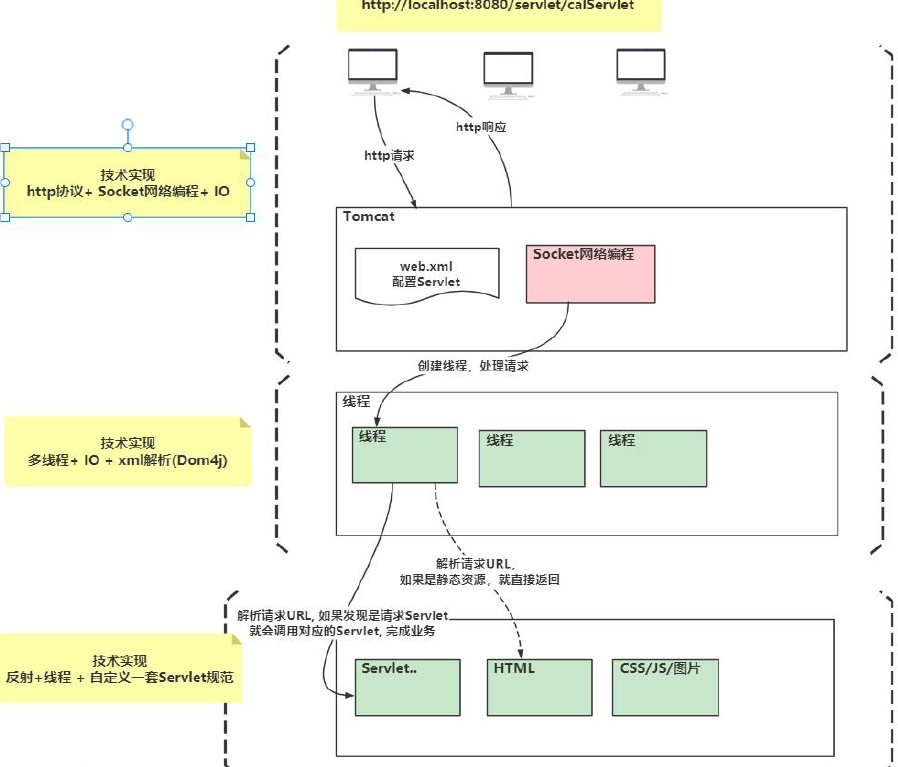 http://localhost:8080/servlet/calServlet
http响应
http请求
技术实现
http协议+ Socket网络编程+ IO
Tomcat
web.xml
配置Servlet
Socket网络编程
创建线程，处理请求
线程
线程
线程
线程
技术实现
多线程+ IO + xml解析(Dom4j)
解析请求URL,
如果是静态资源，就直接返回
解析请求URL, 如果发现是请求Servlet
就会调用对应的Servlet, 完成业务
技术实现
反射+线程 + 自定义一套Servlet规范
Servlet..
HTML
CSS/JS/图片